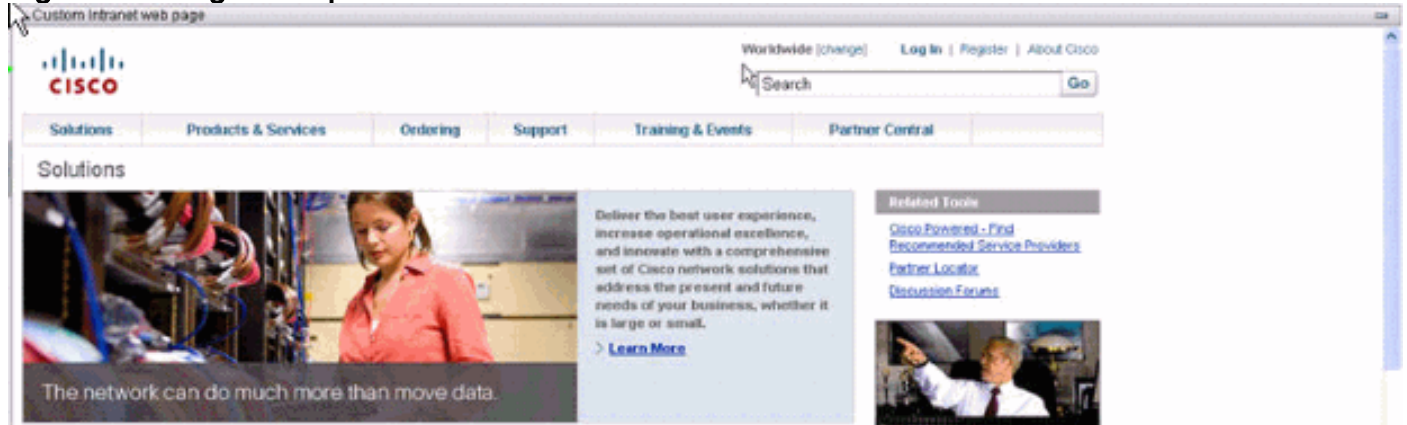 Custom Intranet web page
Worldwide [change] Log In | Register | About Cisco
CISCO
Search Go
Solutions Products & Services Ordering Support Training & Events Partner Central
Solutions
Deliver the best user experience,
increase operational excellence,
and innovate with a comprehensive
set of Cisco network solutions that
address the present and future
needs of your business, whether it
is large or small.
> Learn More
The network can do much more than move data.
Related Tools
Cisco Powered - Find
Recommended Service Providers
Partner Locator
Discussion Forums